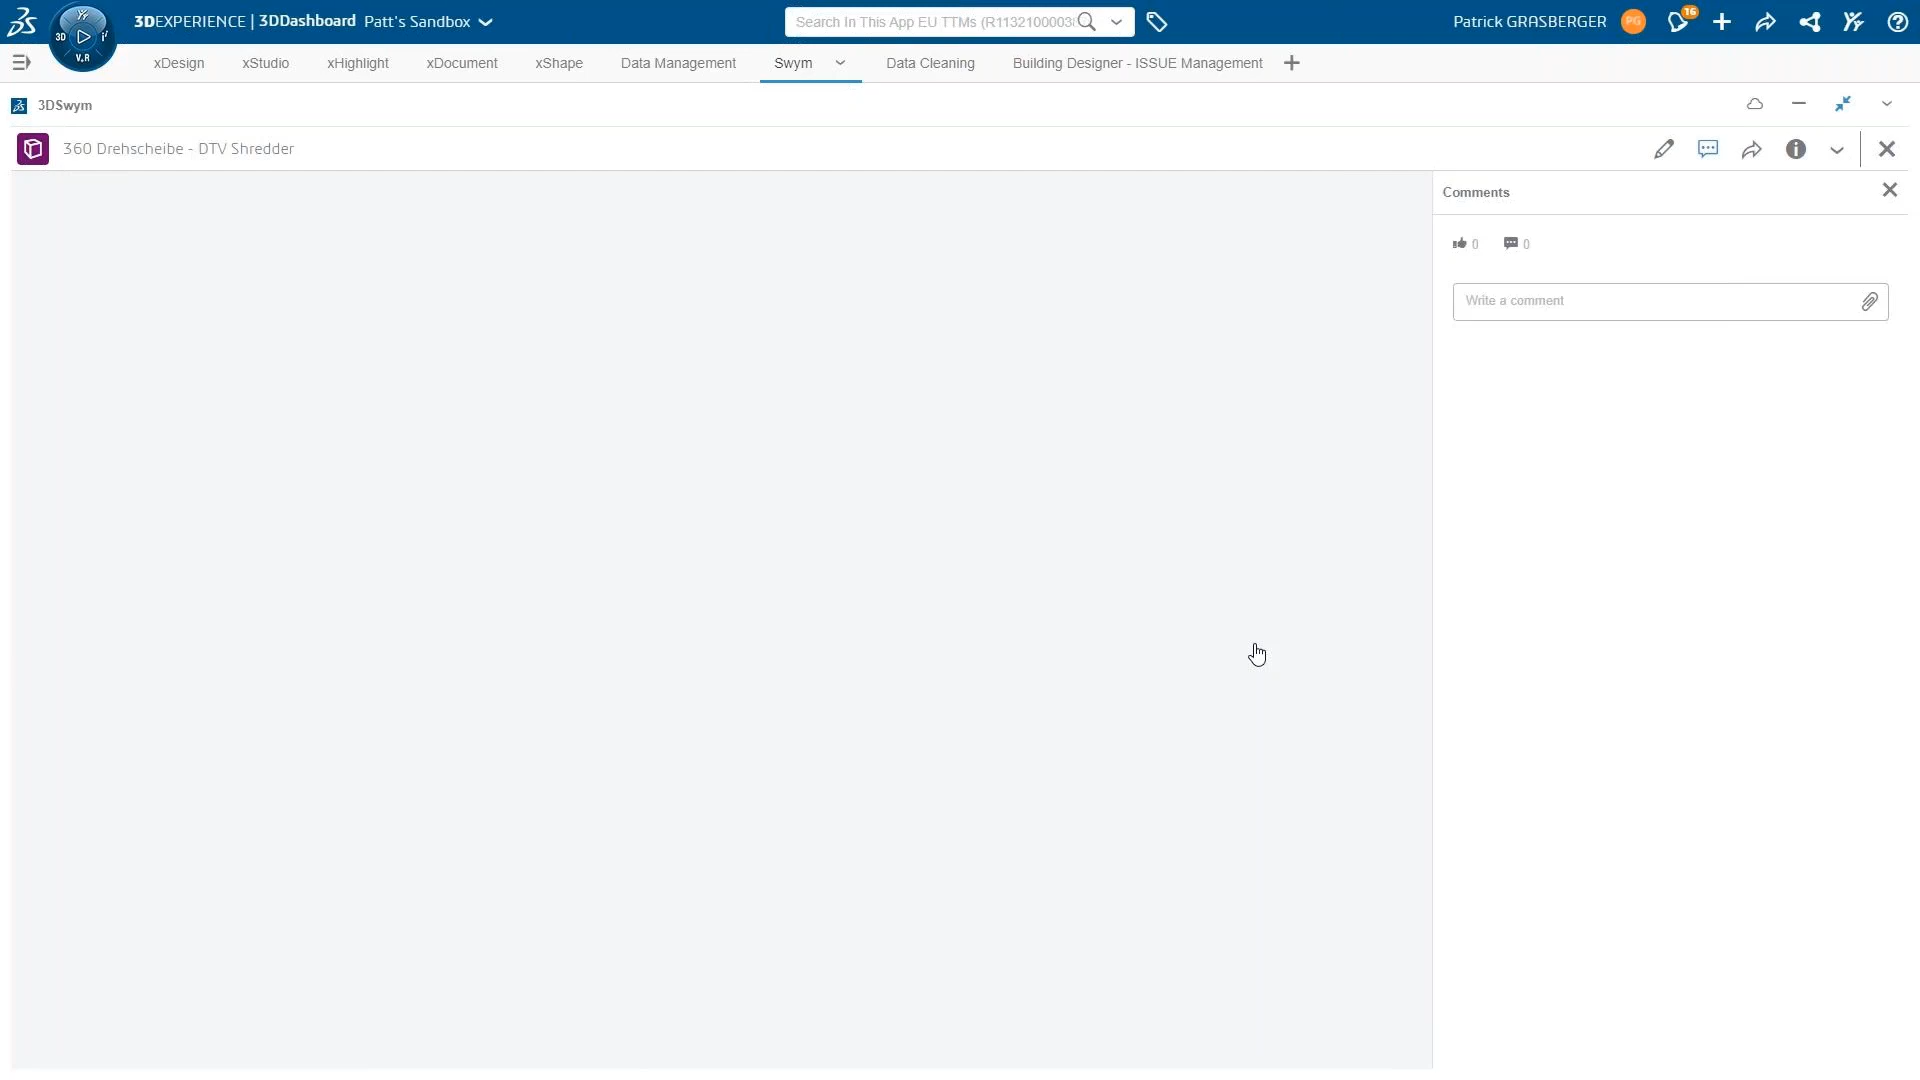 3DEXPERIENCE | 3DDashboard Patt's Sandbox
Search In This App EU TTMs (R1132100003
Patrick GRASBERGER PG 16
3D V.R
xDesign xStudio xHighlight xDocument xShape Data Management Swym Data Cleaning Building Designer - ISSUE Management
3DSwym
360 Drehscheibe - DTV Shredder
Comments
0 0
Write a comment